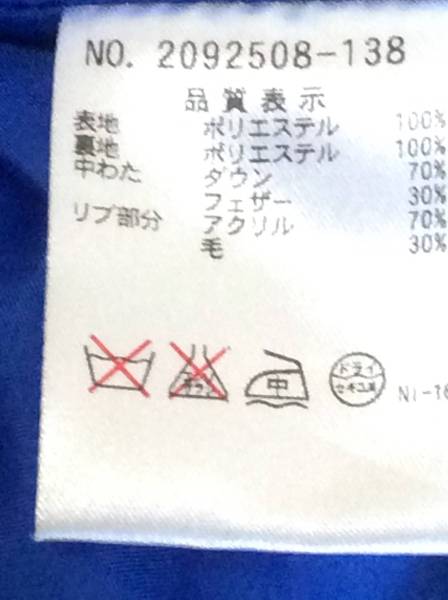 NO. 2092508-138
品質表示
表地 ポリエステル 100%
裏地 ポリエステル 100%
中わた ダウン 70%
フェザー 30%
リブ部分 アクリル 70%
毛 30%
中
ドライ
セキユ系